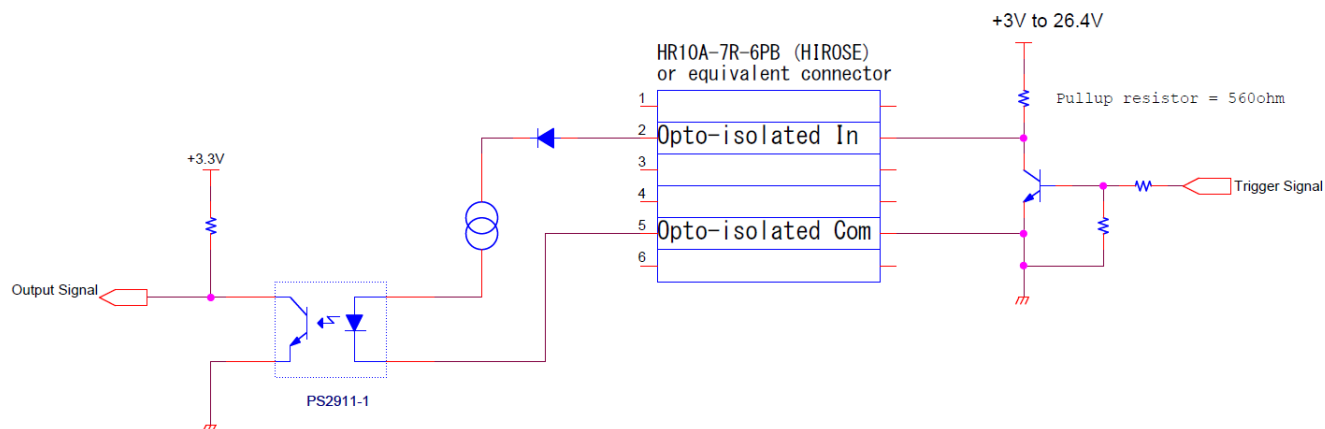 +3V to 26.4V
HR10A-7R-6PB (HIROSE)
or equivalent connector
Pullup resistor = 560ohm
1
2
Opto-isolated In
3
4
5
Opto-isolated Com
6
+3.3V
Trigger Signal
Output Signal
PS2911-1